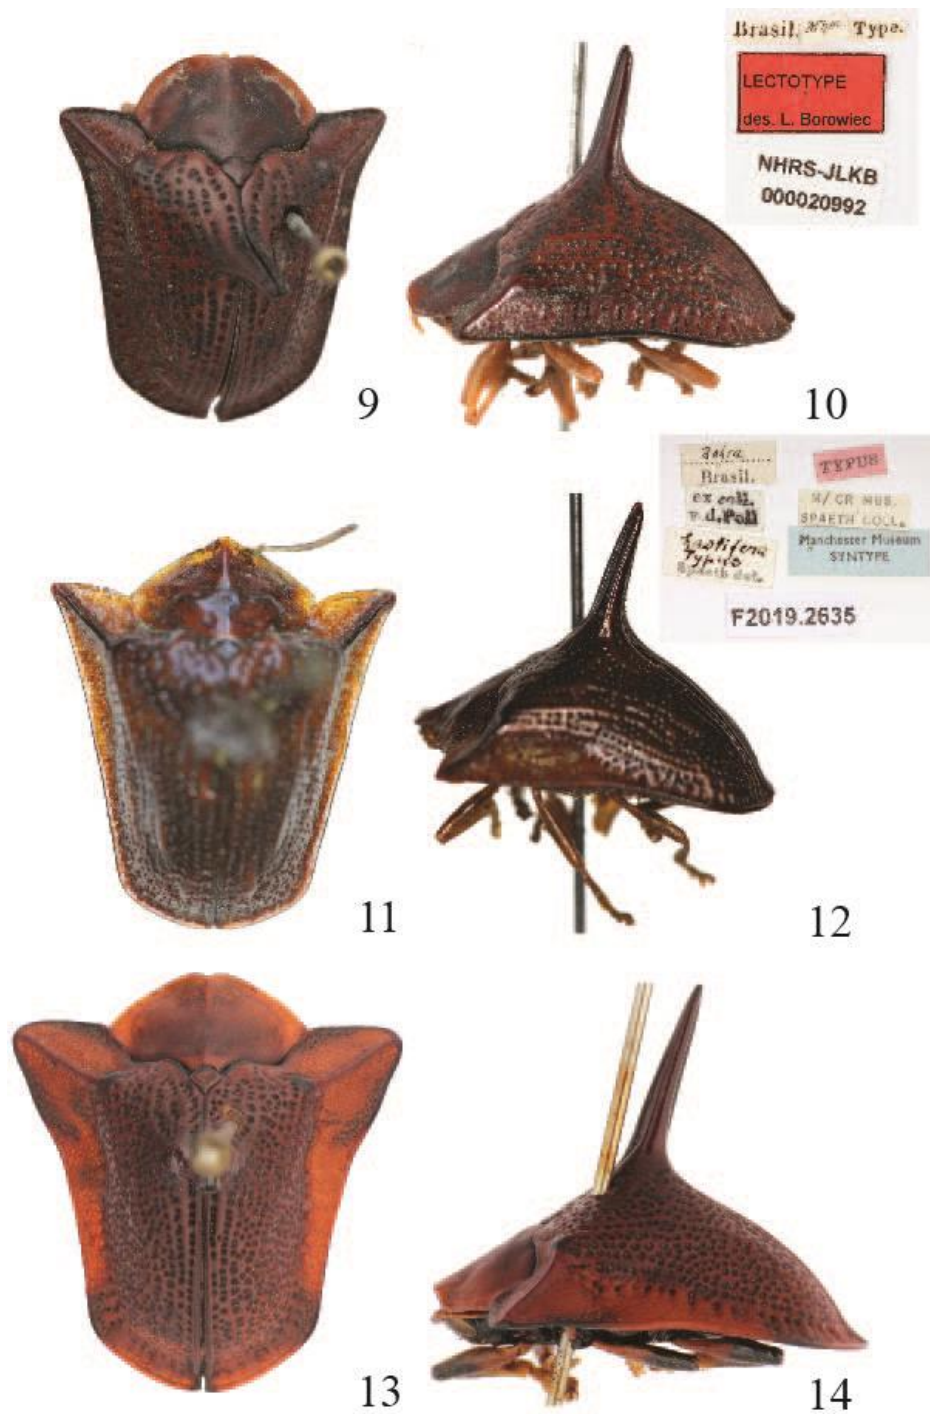 Brasil. Type.
LECTOTYPE
des. L. Borowiec
NHRS-JLKB
000020992
9
10
Brasil.
ex coll.
v.d.Poll
Typus
Spaeth det.
TYPUS
M/CR MUS.
SPAETH COLL.
Manchester Museum
SYNTYPE
F2019.2635
11
12
13
14